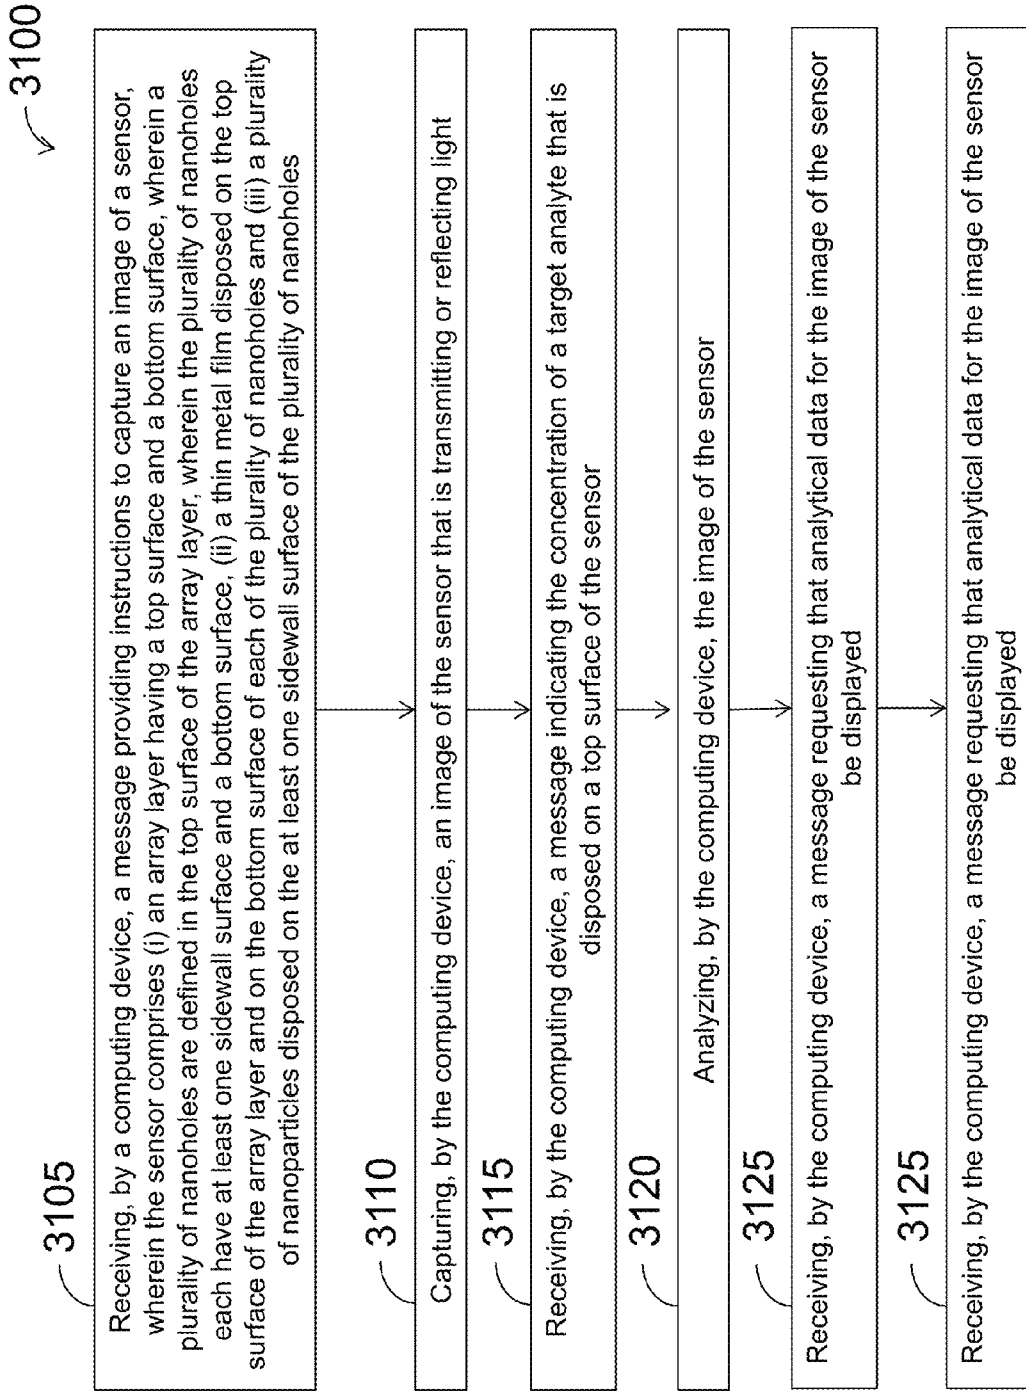 3100
3105
Receiving, by a computing device, a message providing instructions to capture an image of a sensor,
wherein the sensor comprises (i) an array layer having a top surface and a bottom surface, wherein a
plurality of nanoholes are defined in the top surface of the array layer, wherein the plurality of nanoholes
each have at least one sidewall surface and a bottom surface, (ii) a thin metal film disposed on the top
surface of the array layer and on the bottom surface of each of the plurality of nanoholes and (iii) a plurality
of nanoparticles disposed on the at least one sidewall surface of the plurality of nanoholes
3110
Capturing, by the computing device, an image of the sensor that is transmitting or reflecting light
3115
Receiving, by the computing device, a message indicating the concentration of a target analyte that is
disposed on a top surface of the sensor
3120
Analyzing, by the computing device, the image of the sensor
3125
Receiving, by the computing device, a message requesting that analytical data for the image of the sensor
be displayed
3125
Receiving, by the computing device, a message requesting that analytical data for the image of the sensor
be displayed